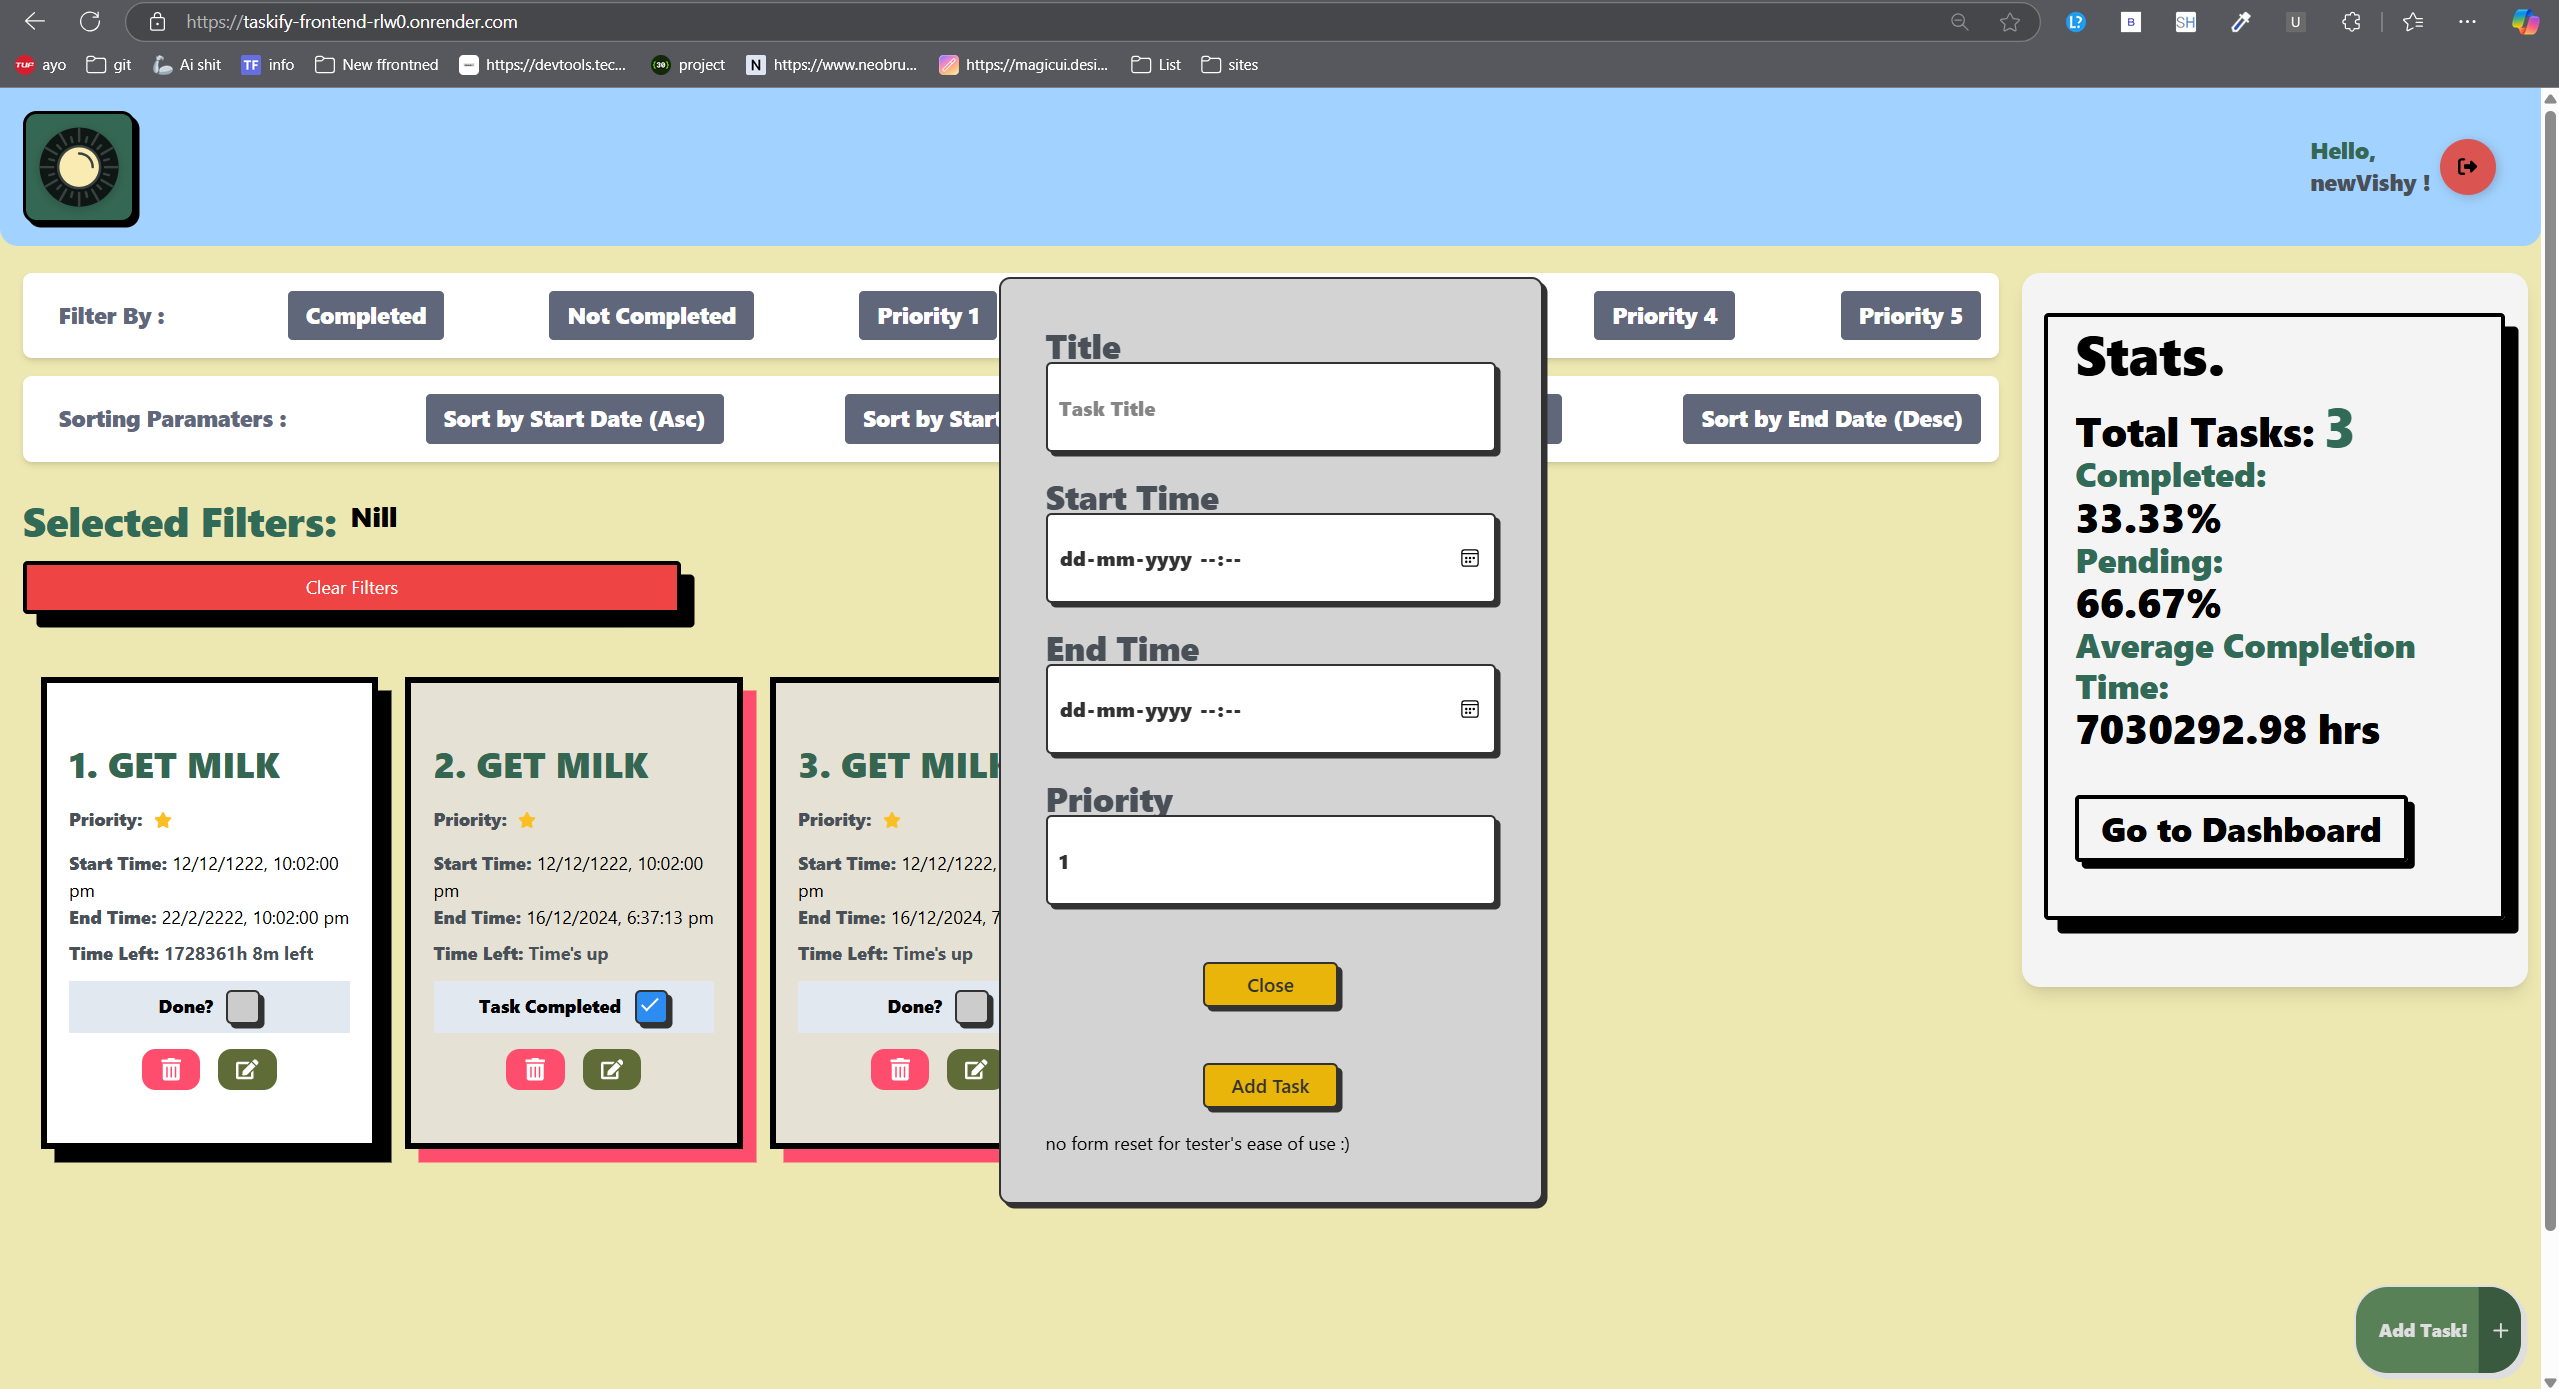 https://taskify-frontend-rlw0.onrender.com
ayo
git
Ai shit
TF info
New ffrontned
https://devtools.tec...
project
N https://www.neobru...
https://magicui.desi...
List
sites
Hello,
newVishy !
Filter By :
Completed
Not Completed
Priority 1
Priority 4
Priority 5
Sorting Paramaters :
Sort by Start Date (Asc)
Sort by Start
Sort by End Date (Desc)
Selected Filters: Nill
Clear Filters
1. GET MILK
Priority:
Start Time: 12/12/1222, 10:02:00
pm
End Time: 22/2/2222, 10:02:00 pm
Time Left: 1728361h 8m left
Done?
2. GET MILK
Priority:
Start Time: 12/12/1222, 10:02:00
pm
End Time: 16/12/2024, 6:37:13 pm
Time Left: Time's up
Task Completed
3. GET MILK
Priority:
Start Time: 12/12/1222,
pm
End Time: 16/12/2024, 7
Time Left: Time's up
Done?
Title
Task Title
Start Time
dd-mm-yyyy --:--
End Time
dd-mm-yyyy --:--
Priority
1
Close
Add Task
no form reset for tester's ease of use :)
Stats.
Total Tasks: 3
Completed:
33.33%
Pending:
66.67%
Average Completion
Time:
7030292.98 hrs
Go to Dashboard
Add Task! +